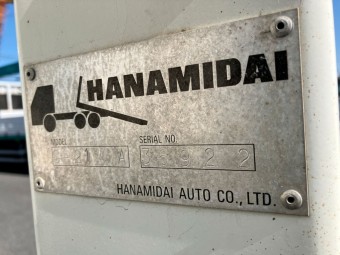 HANAMIDAI
MODEL SERIAL NO.
HANAMIDAI AUTO CO., LTD.